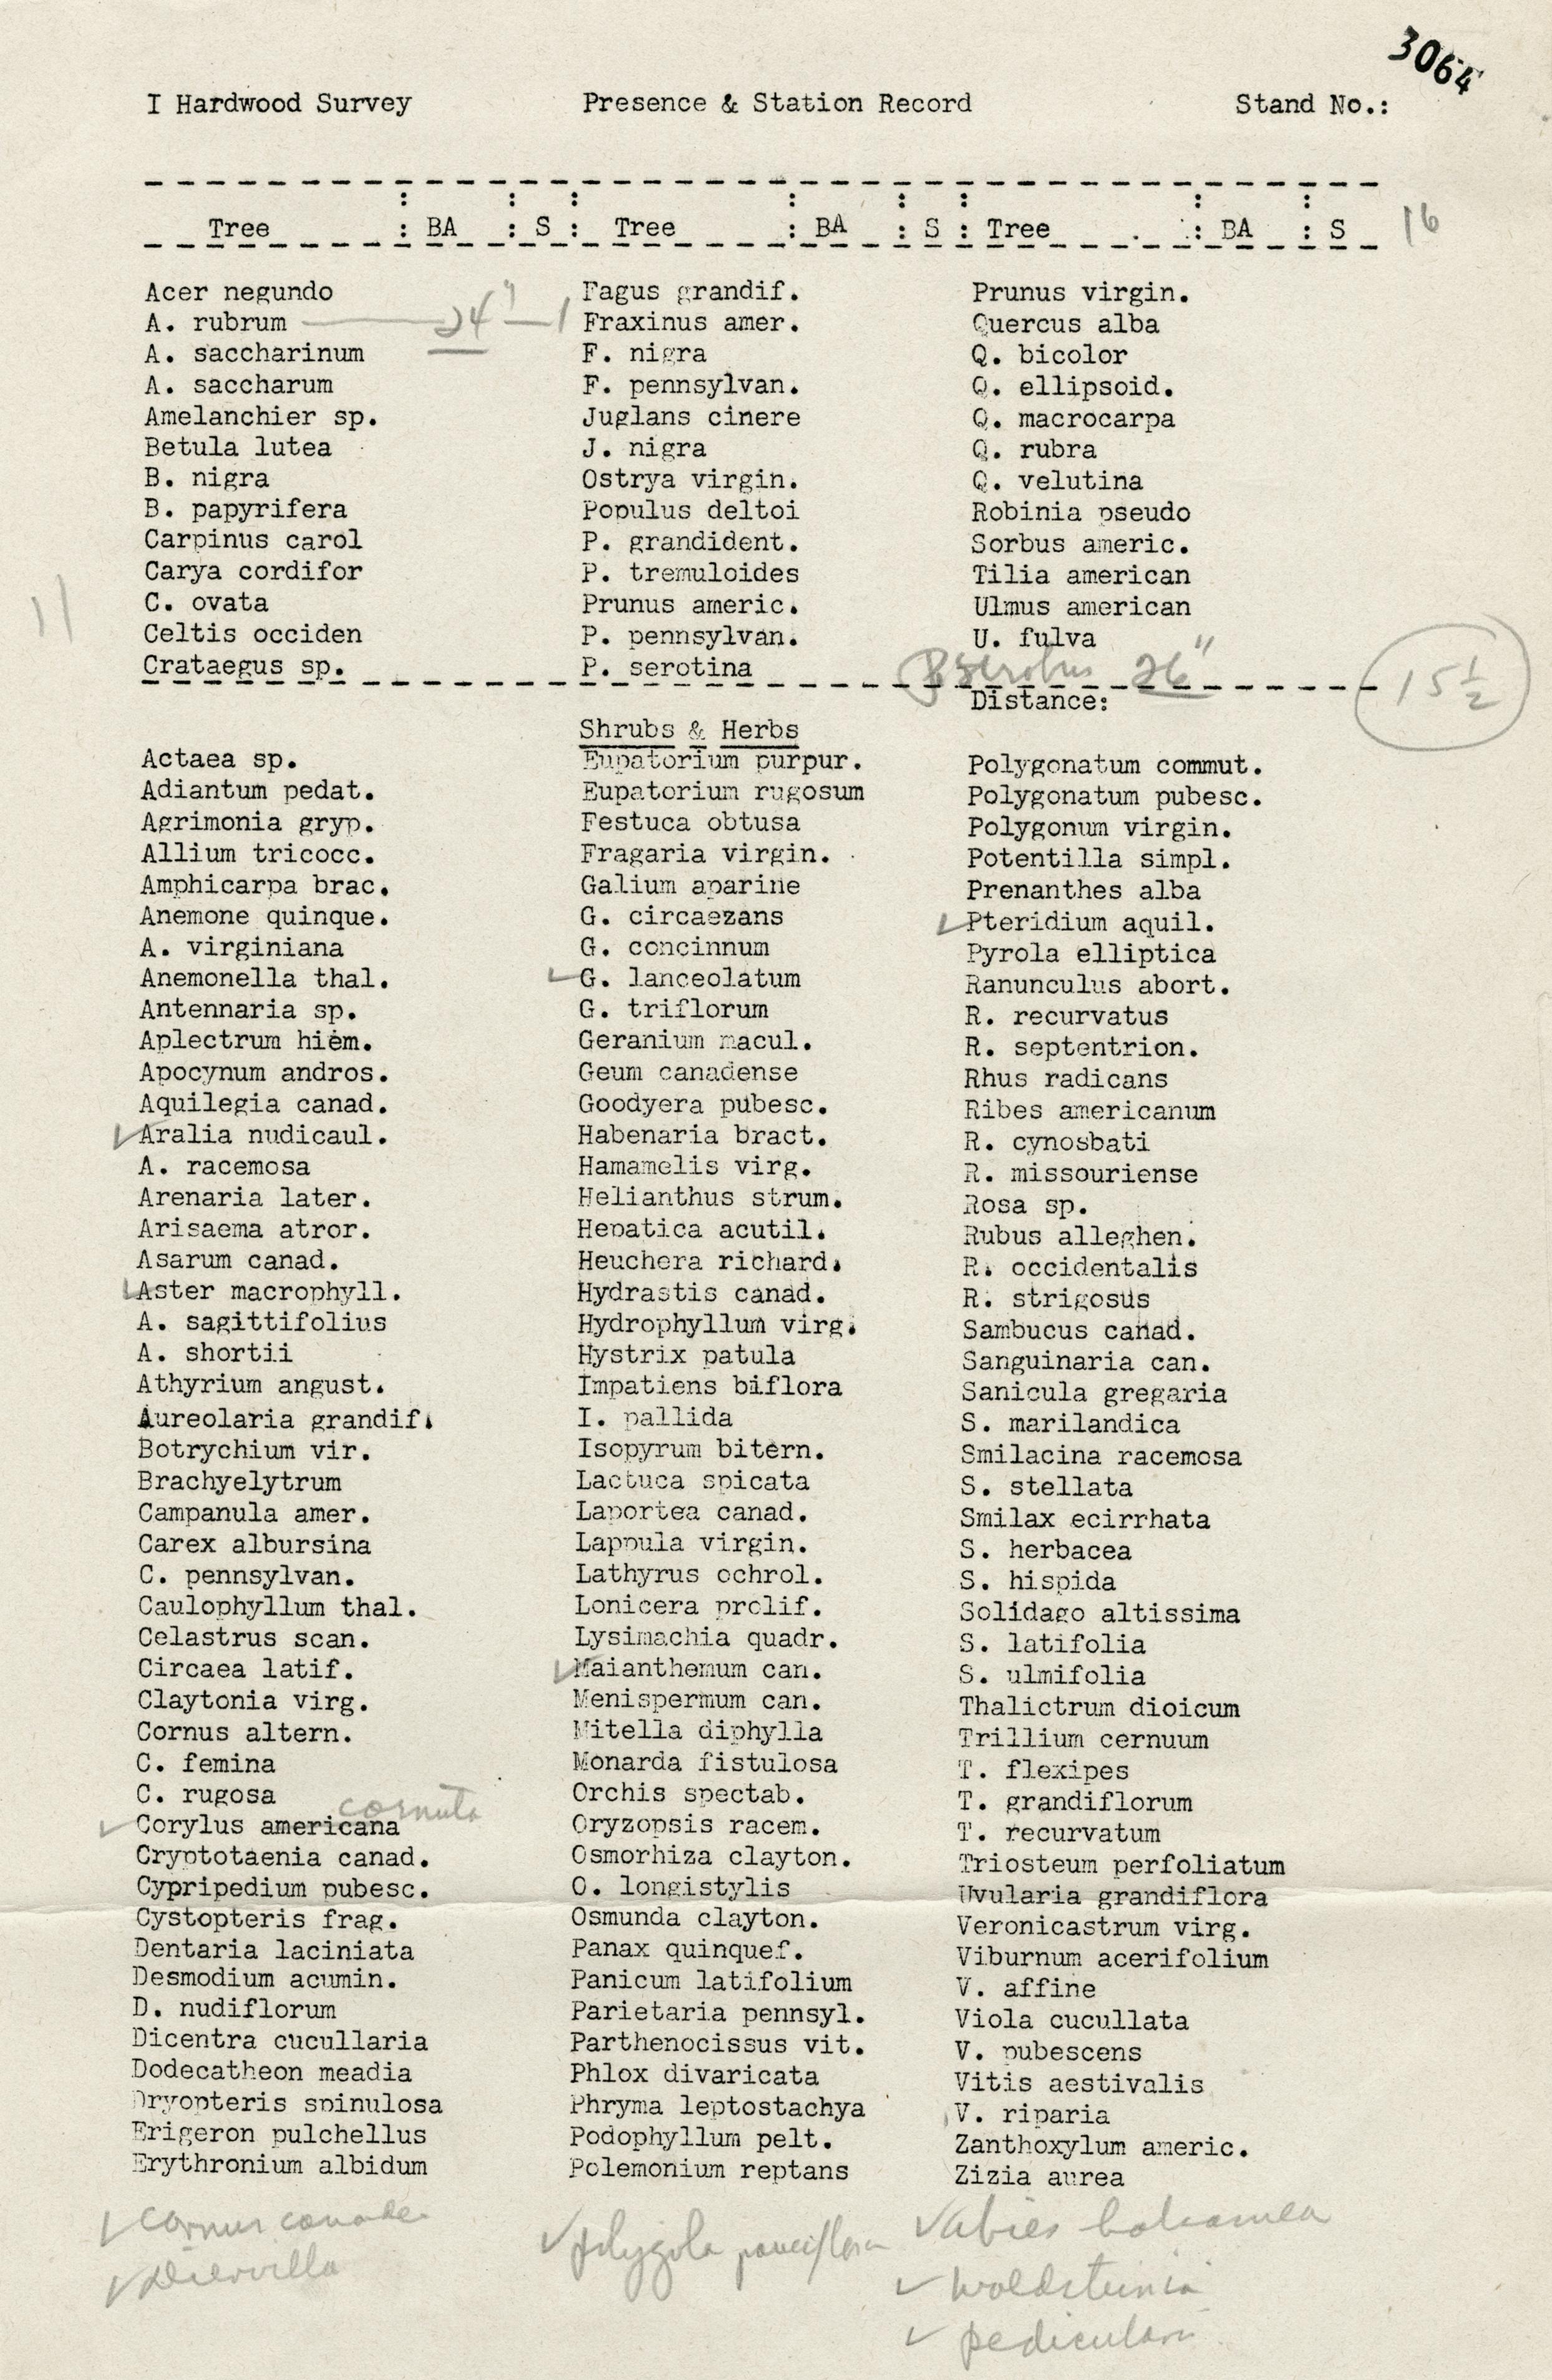 3064
I Hardwood Survey Presence & Station Record Stand No.:
Tree : BA : S : Tree : BA : S : Tree : BA : S 16
Acer negundo Fagus grandif. Prunus virgin.
A. rubrum 24" 1 Fraxinus amer. Quercus alba
A. saccharinum F. nigra Q. bicolor
A. saccharum F. pennsylvan. Q. ellipsoid.
Amelanchier sp. Juglans cinere Q. macrocarpa
Betula lutea J. nigra Q. rubra
B. nigra Ostrya virgin. Q. velutina
B. papyrifera Populus deltoi Robinia pseudo
Carpinus carol P. grandident. Sorbus americ.
Carya cordifor P. tremuloides Tilia american
11 C. ovata Prunus americ. Ulmus american
Celtis occiden P. pennsylvan. U. fulva
Crataegus sp. P. serotina P strobus 26" 15½
Distance:
Shrubs & Herbs
Actaea sp. Eupatorium purpur. Polygonatum commut.
Adiantum pedat. Eupatorium rugosum Polygonatum pubesc.
Agrimonia gryp. Festuca obtusa Polygonum virgin.
Allium tricocc. Fragaria virgin. Potentilla simpl.
Amphicarpa brac. Galium aparine Prenanthes alba
Anemone quinque. G. circaezans ✓Pteridium aquil.
A. virginiana G. concinnum Pyrola elliptica
Anemonella thal. ✓G. lanceolatum Ranunculus abort.
Antennaria sp. G. triflorum R. recurvatus
Aplectrum hiem. Geranium macul. R. septentrion.
Apocynum andros. Geum canadense Rhus radicans
Aquilegia canad. Goodyera pubesc. Ribes americanum
✓Aralia nudicaul. Habenaria bract. R. cynosbati
A. racemosa Hamamelis virg. R. missouriense
Arenaria later. Helianthus strum. Rosa sp.
Arisaema atror. Hepatica acutil. Rubus alleghen.
Asarum canad. Heuchera richard. R. occidentalis
✓Aster macrophyll. Hydrastis canad. R. strigosus
A. sagittifolius Hydrophyllum virg. Sambucus canad.
A. shortii Hystrix patula Sanguinaria can.
Athyrium angust. Impatiens biflora Sanicula gregaria
Aureolaria grandif. I. pallida S. marilandica
Botrychium vir. Isopyrum bitern. Smilacina racemosa
Brachyelytrum Lactuca spicata S. stellata
Campanula amer. Laportea canad. Smilax ecirrhata
Carex albursina Lappula virgin. S. herbacea
C. pennsylvan. Lathyrus ochrol. S. hispida
Caulophyllum thal. Lonicera prolif. Solidago altissima
Celastrus scan. Lysimachia quadr. S. latifolia
Circaea latif. ✓Maianthemum can. S. ulmifolia
Claytonia virg. Menispermum can. Thalictrum dioicum
Cornus altern. Mitella diphylla Trillium cernuum
C. femina Monarda fistulosa T. flexipes
C. rugosa Orchis spectab. T. grandiflorum
cornuta
✓Corylus americana Oryzopsis racem. T. recurvatum
Cryptotaenia canad. Osmorhiza clayton. Triosteum perfoliatum
Cypripedium pubesc. O. longistylis Uvularia grandiflora
Cystopteris frag. Osmunda clayton. Veronicastrum virg.
Dentaria laciniata Panax quinquef. Viburnum acerifolium
Desmodium acumin. Panicum latifolium V. affine
D. nudiflorum Parietaria pennsyl. Viola cucullata
Dicentra cucullaria Parthenocissus vit. V. pubescens
Dodecatheon meadia Phlox divaricata Vitis aestivalis
Dryopteris spinulosa Phryma leptostachya V. riparia
Erigeron pulchellus Podophyllum pelt. Zanthoxylum americ.
Erythronium albidum Polemonium reptans Zizia aurea
✓Cornus canade ✓polygola pauciflora ✓abies balsamea
✓Diervilla ✓Waldsteinia
✓pedicularis